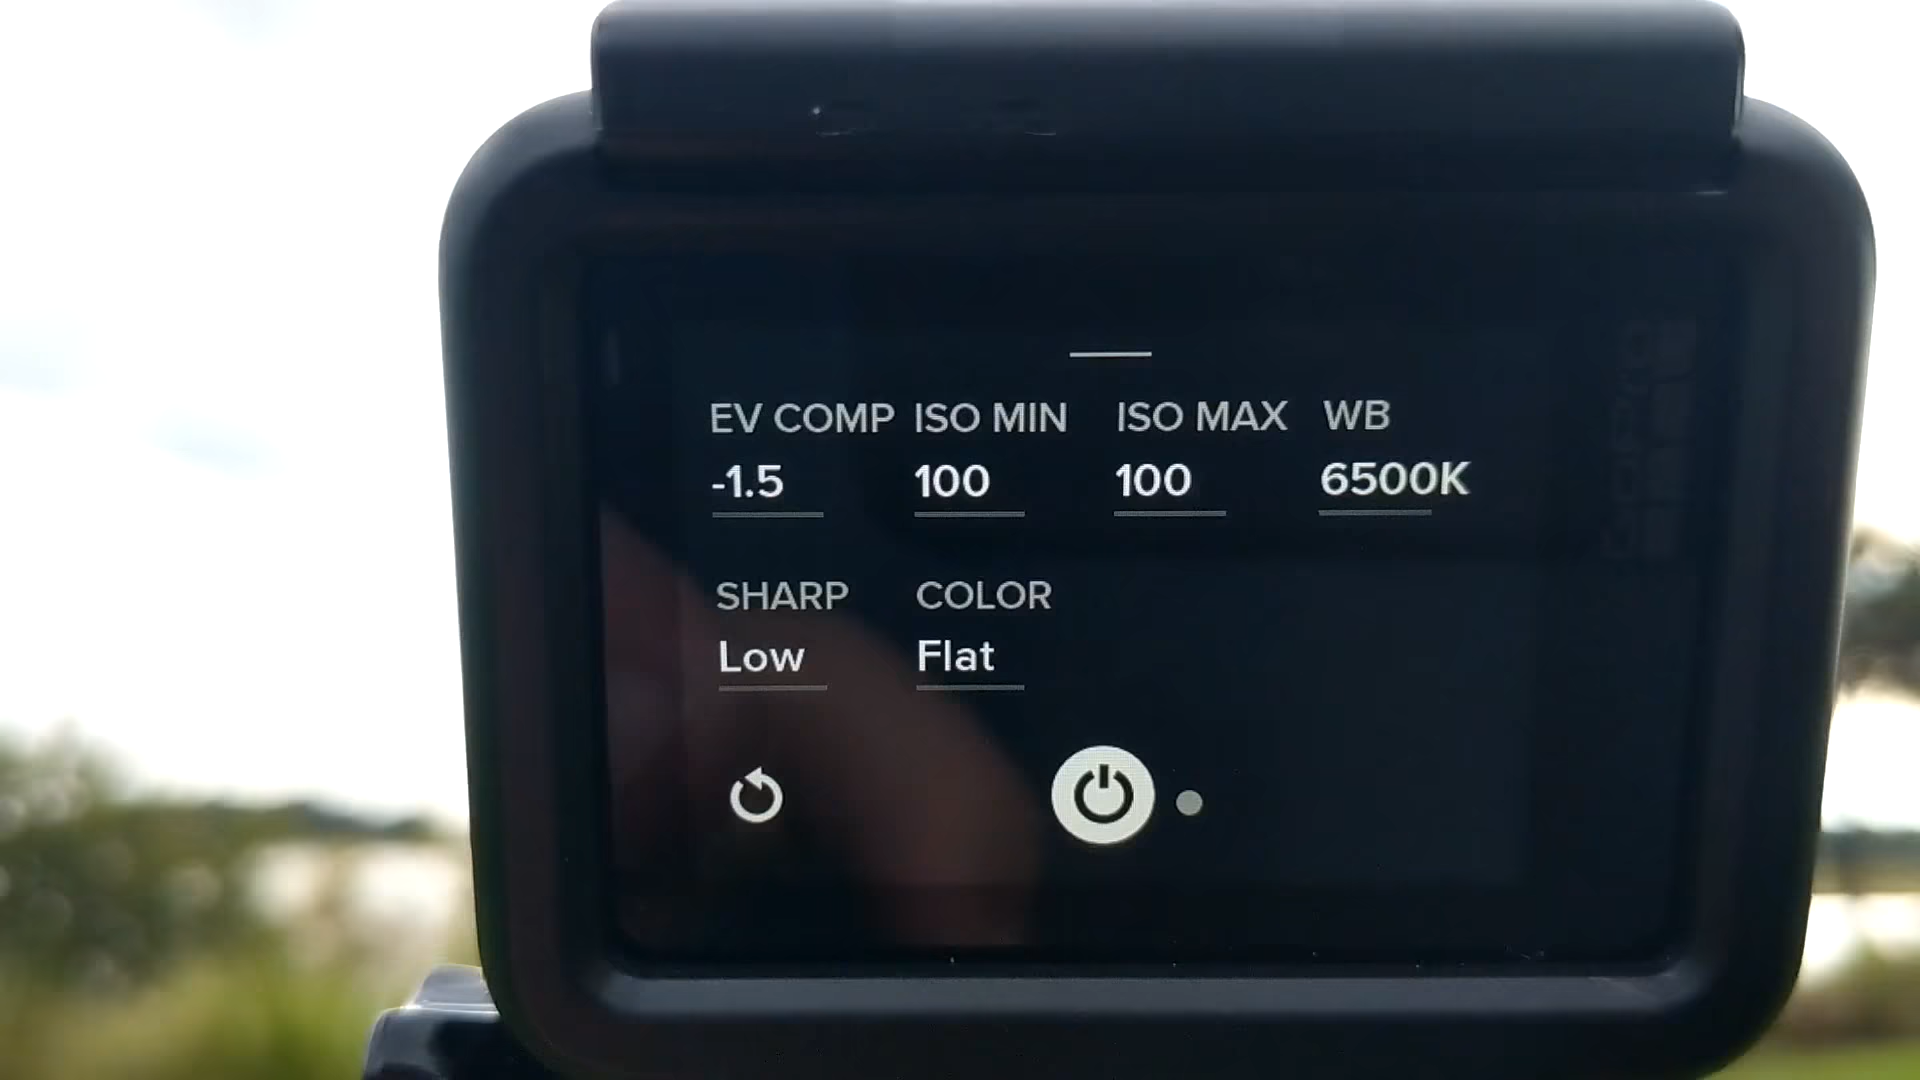 EV COMP ISO MIN ISO MAX WB
-1.5 100 100 6500K
SHARP COLOR
Low Flat